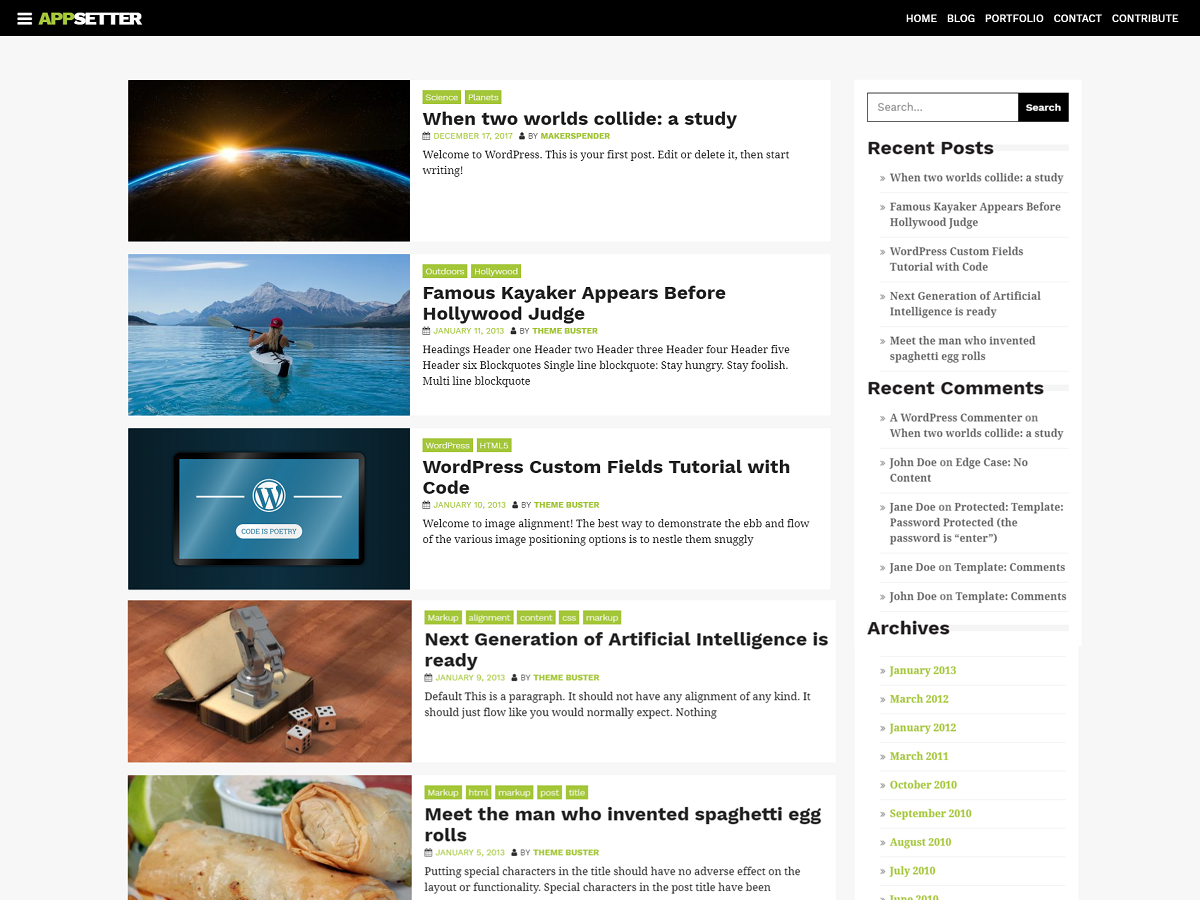 APPSETTER
HOME BLOG PORTFOLIO CONTACT CONTRIBUTE
Science Planets
When two worlds collide: a study
DECEMBER 17, 2017 BY MAKERSPENDER
Welcome to WordPress. This is your first post. Edit or delete it, then start
writing!
Outdoors Hollywood
Famous Kayaker Appears Before
Hollywood Judge
JANUARY 11, 2013 BY THEME BUSTER
Headings Header one Header two Header three Header four Header five
Header six Blockquotes Single line blockquote: Stay hungry. Stay foolish.
Multi line blockquote
CODE IS POETRY
WordPress HTML5
WordPress Custom Fields Tutorial with
Code
JANUARY 10, 2013 BY THEME BUSTER
Welcome to image alignment! The best way to demonstrate the ebb and flow
of the various image positioning options is to nestle them snuggly
Markup alignment content css markup
Next Generation of Artificial Intelligence is
ready
JANUARY 9, 2013 BY THEME BUSTER
Default This is a paragraph. It should not have any alignment of any kind. It
should just flow like you would normally expect. Nothing
Markup html markup post title
Meet the man who invented spaghetti egg
rolls
JANUARY 5, 2013 BY THEME BUSTER
Putting special characters in the title should have no adverse effect on the
layout or functionality. Special characters in the post title have been
Search... Search
Recent Posts
» When two worlds collide: a study
» Famous Kayaker Appears Before
Hollywood Judge
» WordPress Custom Fields
Tutorial with Code
» Next Generation of Artificial
Intelligence is ready
» Meet the man who invented
spaghetti egg rolls
Recent Comments
» A WordPress Commenter on
When two worlds collide: a study
» John Doe on Edge Case: No
Content
» Jane Doe on Protected: Template:
Password Protected (the
password is “enter”)
» Jane Doe on Template: Comments
» John Doe on Template: Comments
Archives
» January 2013
» March 2012
» January 2012
» March 2011
» October 2010
» September 2010
» August 2010
» July 2010
» June 2010